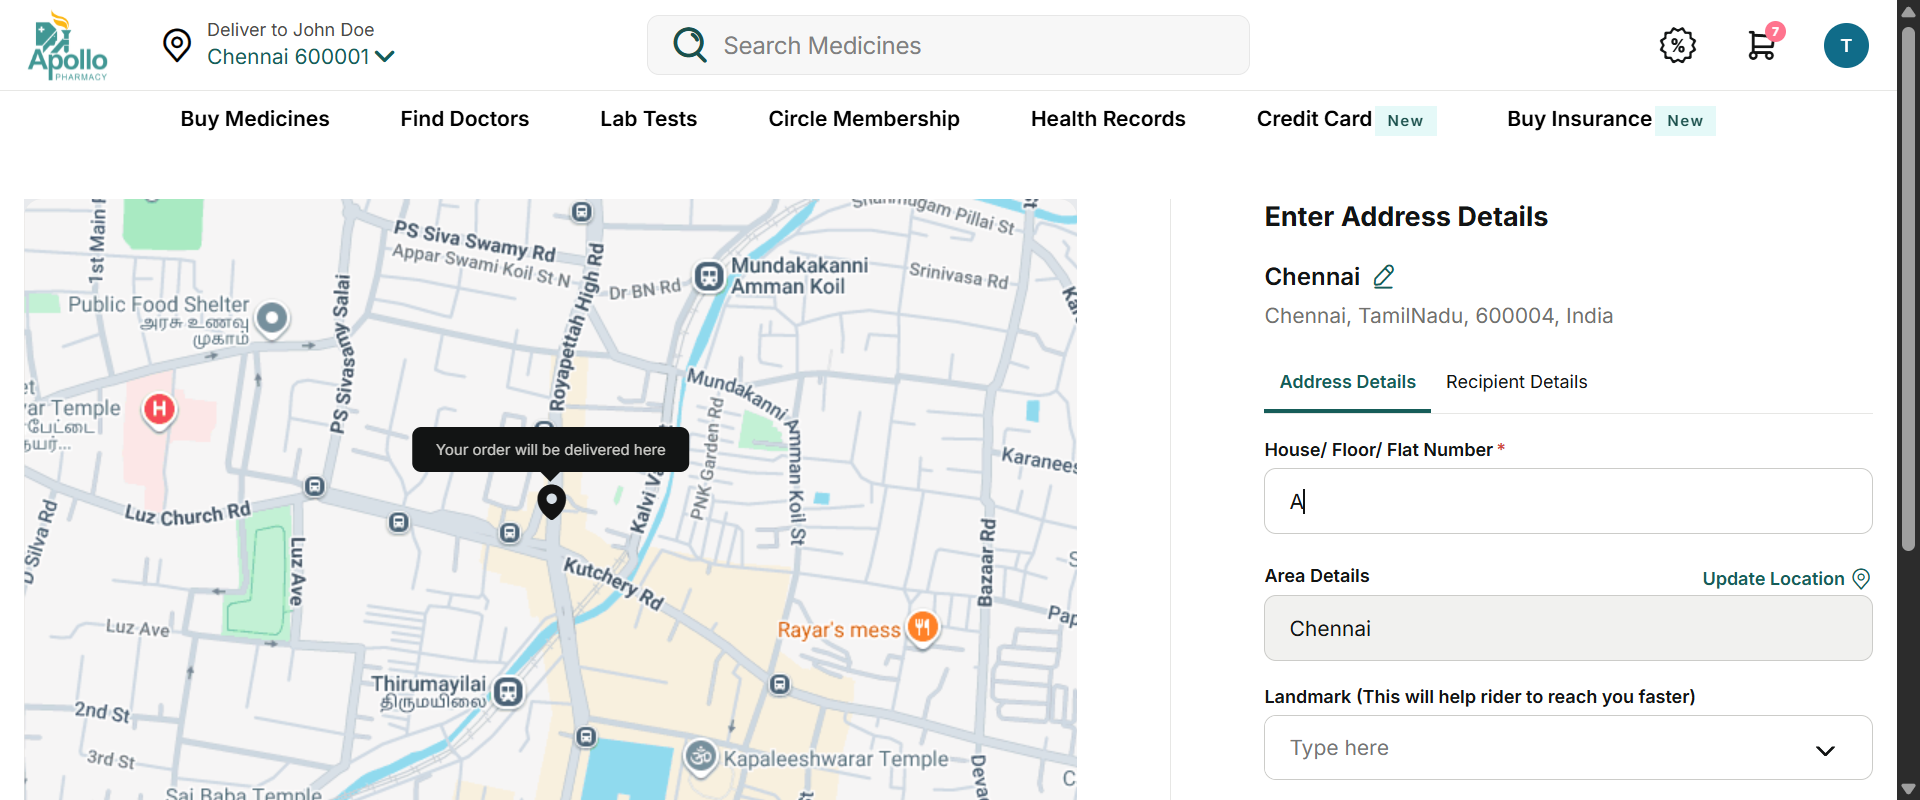 Apollo
PHARMACY
Deliver to John Doe
Chennai 600001
Search Medicines
7
T
Buy Medicines
Find Doctors
Lab Tests
Circle Membership
Health Records
Credit Card New
Buy Insurance New
1st Main
PS Siva Swamy Rd
Appar Swami Koil St N
Royapettah High Rd
Dr BN Rd
Mundakakanni
Amman Koil
Shanmugam Pillai St
Srinivasa Rd
Public Food Shelter
அரசு உணவு
முகாம்
PS Sivasamy Salai
Mundakanni Amman Koil St
PNK Garden Rd
ar Temple
பேட்டை
H
Your order will be delivered here
Luz Church Rd
Luz Ave
Luz Ave
Kutchery Rd
Bazaar Rd
Rayar's mess
Thirumayilai
திருமயிலை
2nd St
3rd St
Kapaleeshwarar Temple
Sai Baba Temple
Enter Address Details
Chennai
Chennai, TamilNadu, 600004, India
Address Details
Recipient Details
House/ Floor/ Flat Number *
A
Area Details
Update Location
Chennai
Landmark (This will help rider to reach you faster)
Type here